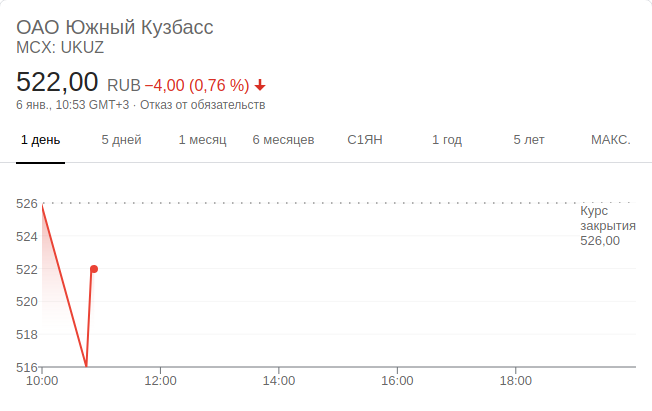 ОАО Южный Кузбасс
MCX: UKUZ
522,00 RUB −4,00 (0,76 %)
6 янв., 10:53 GMT+3 · Отказ от обязательств
1 день 5 дней 1 месяц 6 месяцев С1ЯН 1 год 5 лет МАКС.
526
Курс
закрытия
526,00
524
522
520
518
516
10:00 12:00 14:00 16:00 18:00